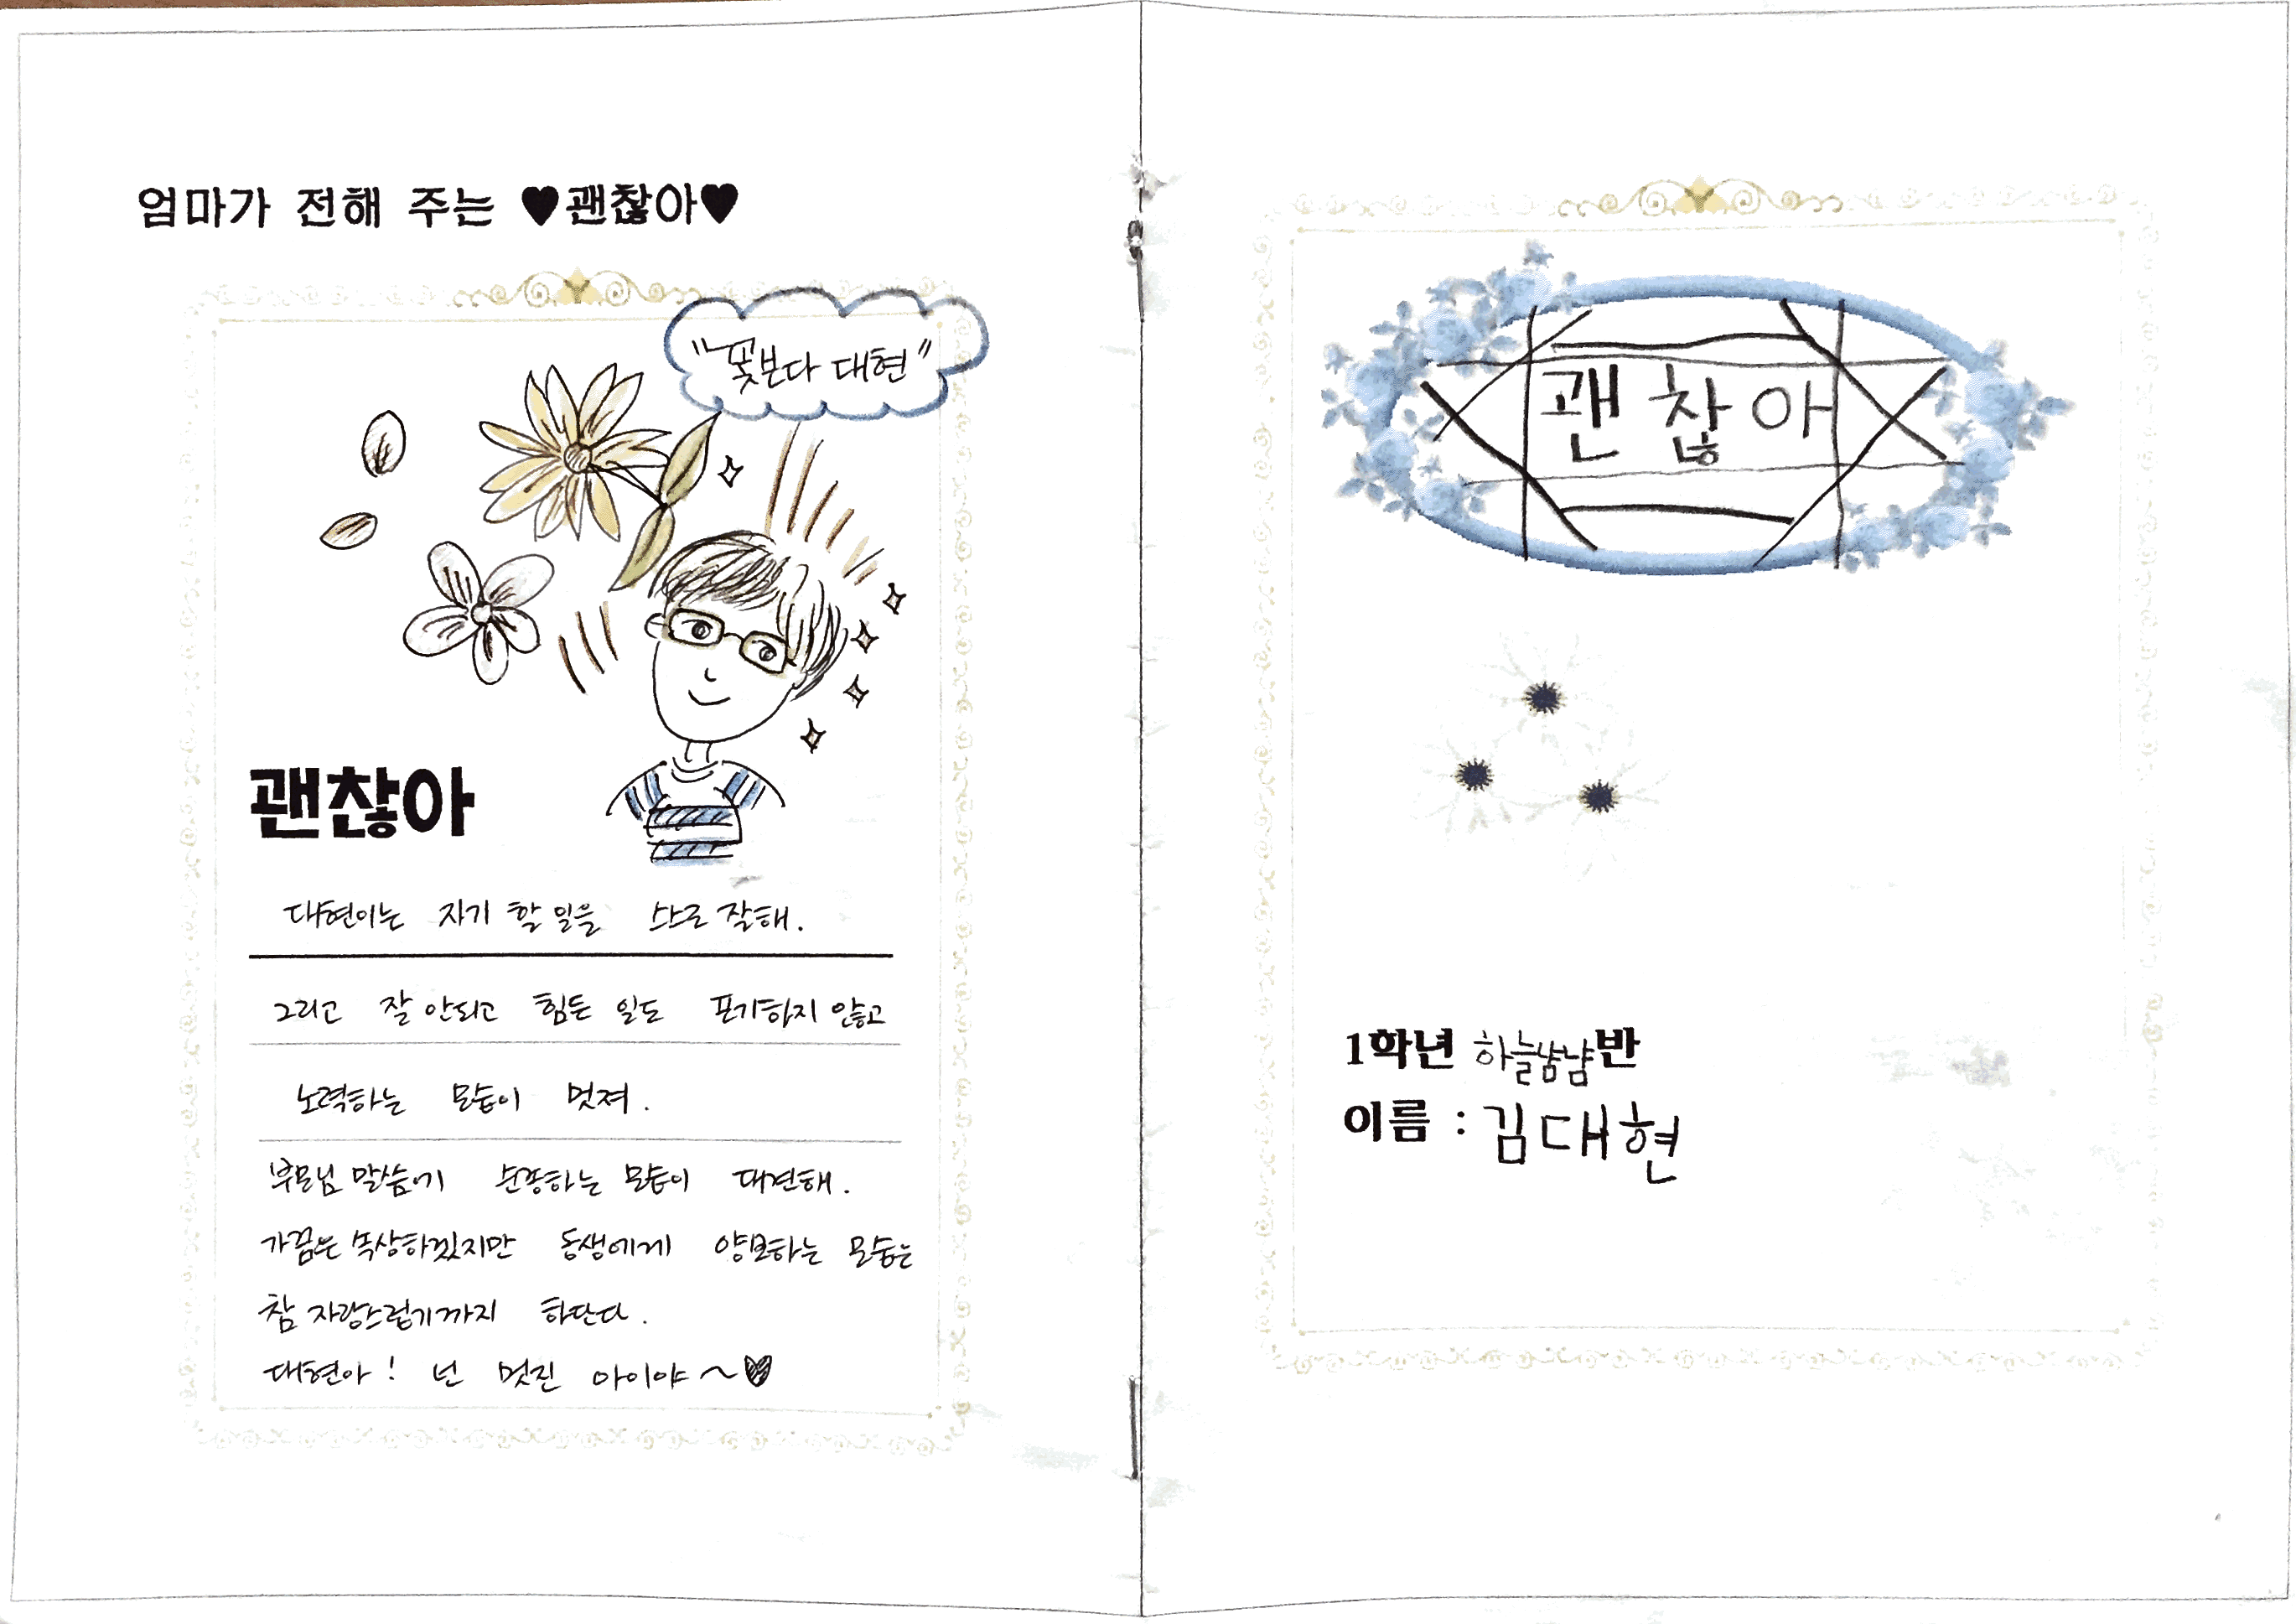 엄마가 전해 주는 ♥괜찮아♥
"꽃보다 대현"
괜찮아
대현이는 자기 할 일을 스스로 잘해.
그리고 잘 안되고 힘든 일도 포기하지 않고
노력하는 모습이 멋져.
부모님 말씀에 순종하는 모습이 대견해.
가끔은 속상하겠지만 동생에게 양보하는 모습은
참 자랑스럽기까지 하단다.
대현아! 넌 멋진 아이야~♥
괜찮아
1학년 하늘냠냠반
이름 : 김대현